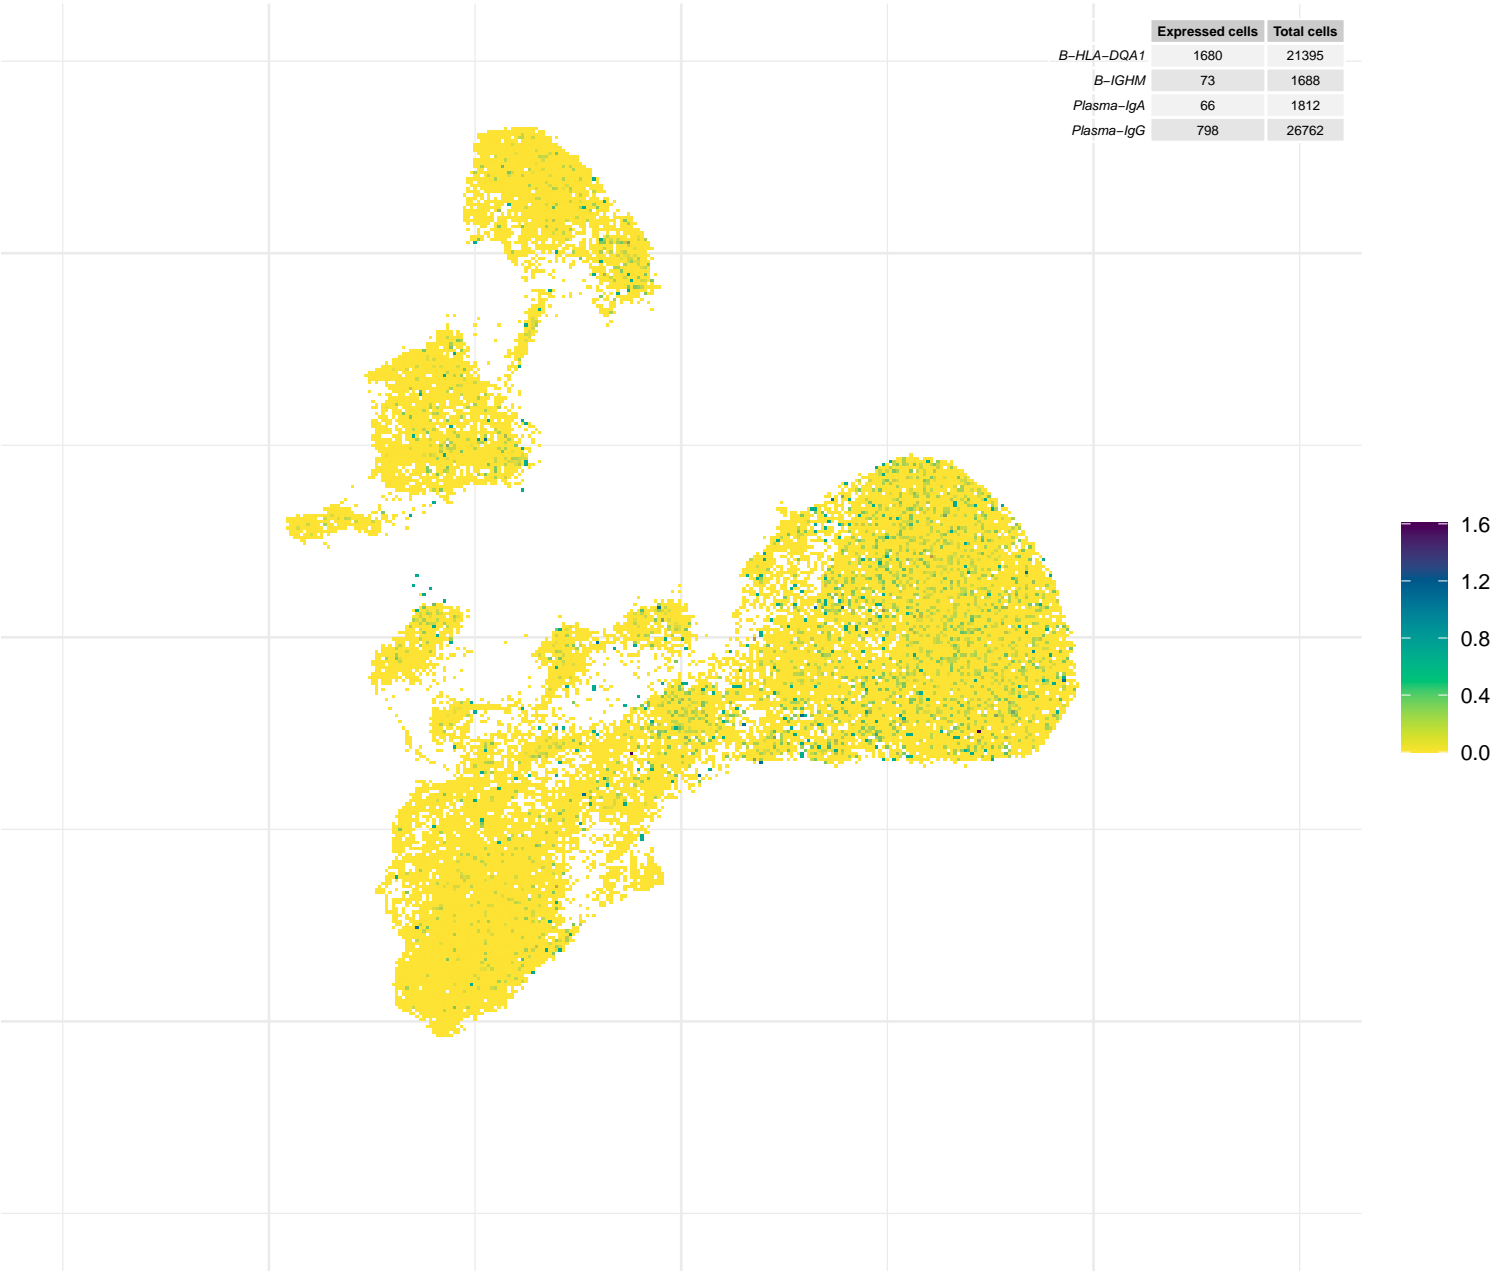 Expressed cells Total cells
B−HLA−DQA1 1680 21395
B−IGHM 73 1688
Plasma−IgA 66 1812
Plasma−IgG 798 26762
1.6
1.2
0.8
0.4
0.0